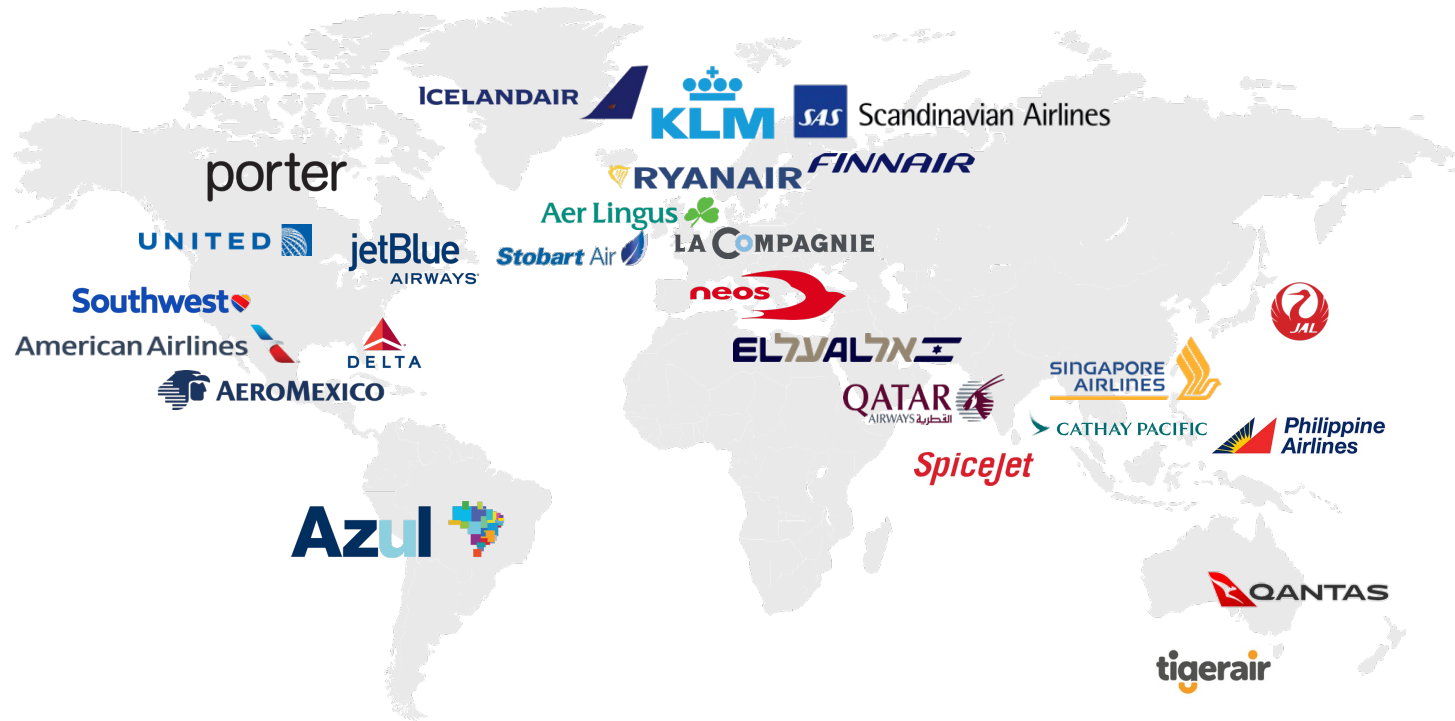 ICELANDAIR
KLM
SAS Scandinavian Airlines
porter
RYANAIR
FINNAIR
Aer Lingus
UNITED
jetBlue
AIRWAYS
Stobart Air
LA COMPAGNIE
Southwest
neos
JAL
American Airlines
DELTA
ELעלALאל
SINGAPORE
AIRLINES
AEROMEXICO
QATAR
AIRWAYS القطرية
CATHAY PACIFIC
Philippine
Airlines
SpiceJet
Azul
QANTAS
tigerair